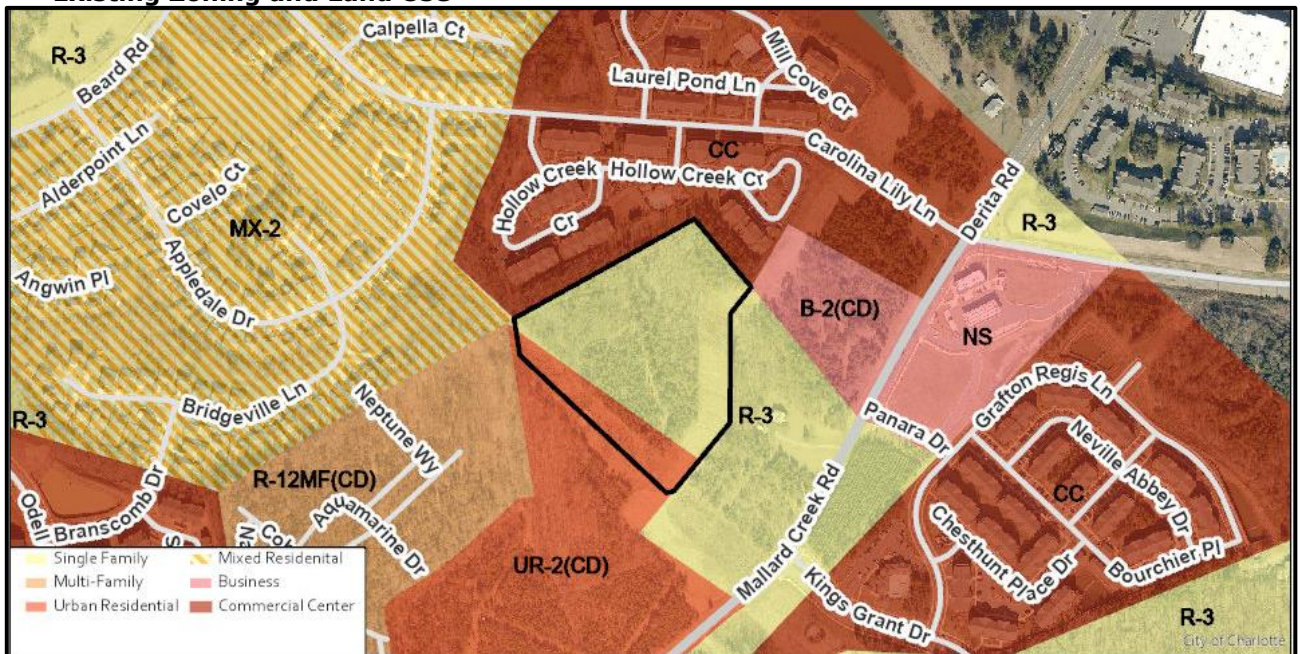 R-3
Beard Rd
Calpella Ct
Laurel Pond Ln
Mill Cove Cr
Alderpoint Ln
Covelo Ct
MX-2
Hollow Creek
Cr
Hollow Creek Cr
CC
Carolina Lily Ln
Derita Rd
R-3
Angwin Pl
Appledale Dr
B-2(CD)
NS
R-3
Bridgeville Ln
Neptune Wy
R-3
Panara Dr
Grafton Regis Ln
Neville Abbey Dr
CC
Chesthunt Place Dr
Bourchier Pl
R-12MF(CD)
Aquamarine Dr
Branscomb Dr
Odell
S
UR-2(CD)
Mallard Creek Rd
Kings Grant Dr
R-3
Single Family
Multi-Family
Urban Residential
Mixed Residental
Business
Commercial Center
City of Charlotte